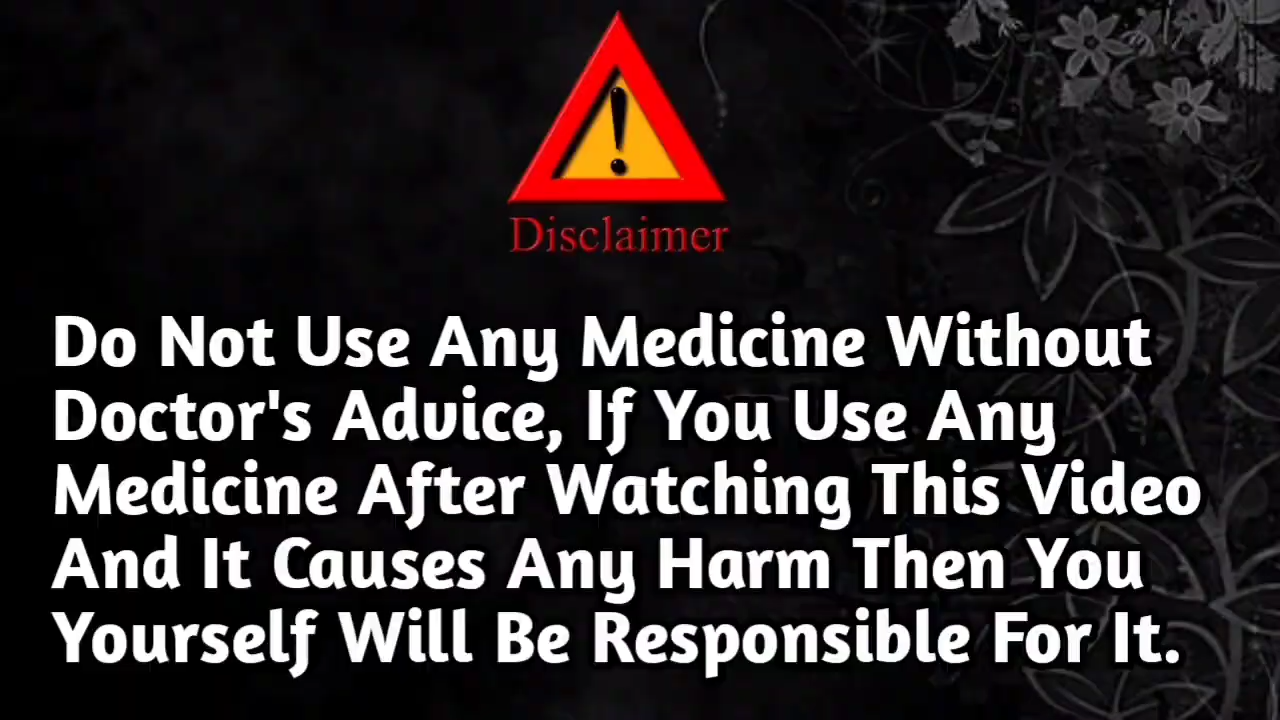 Disclaimer
Do Not Use Any Medicine Without
Doctor's Advice, If You Use Any
Medicine After Watching This Video
And It Causes Any Harm Then You
Yourself Will Be Responsible For It.